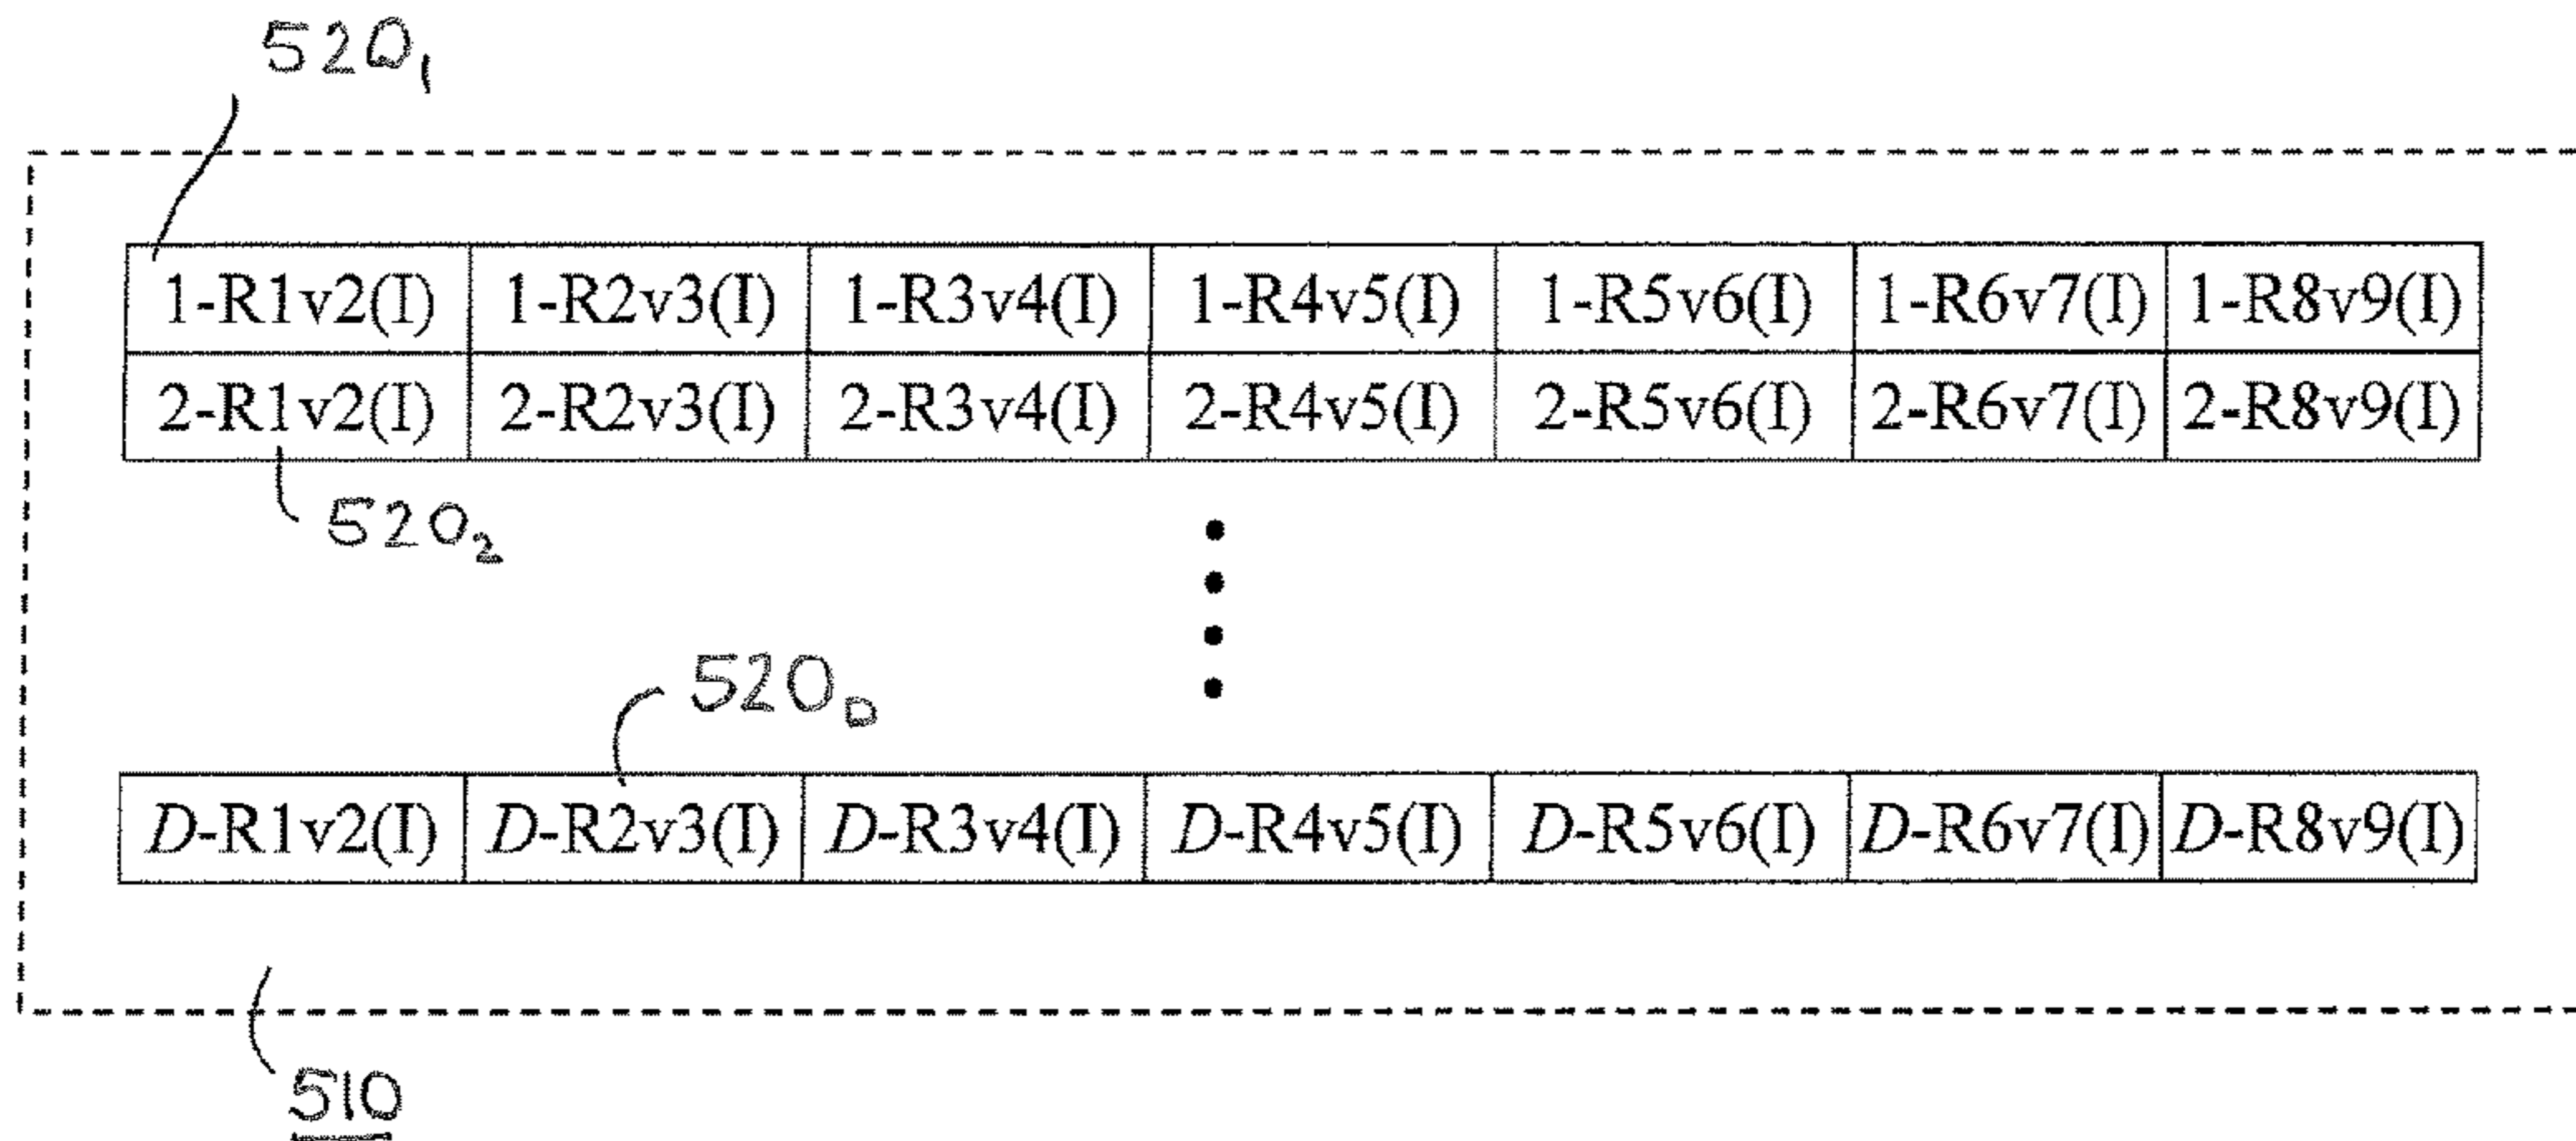 520₁
1-R1v2(I) 1-R2v3(I) 1-R3v4(I) 1-R4v5(I) 1-R5v6(I) 1-R6v7(I) 1-R8v9(I)
2-R1v2(I) 2-R2v3(I) 2-R3v4(I) 2-R4v5(I) 2-R5v6(I) 2-R6v7(I) 2-R8v9(I)
520₂
520_D
D-R1v2(I) D-R2v3(I) D-R3v4(I) D-R4v5(I) D-R5v6(I) D-R6v7(I) D-R8v9(I)
510